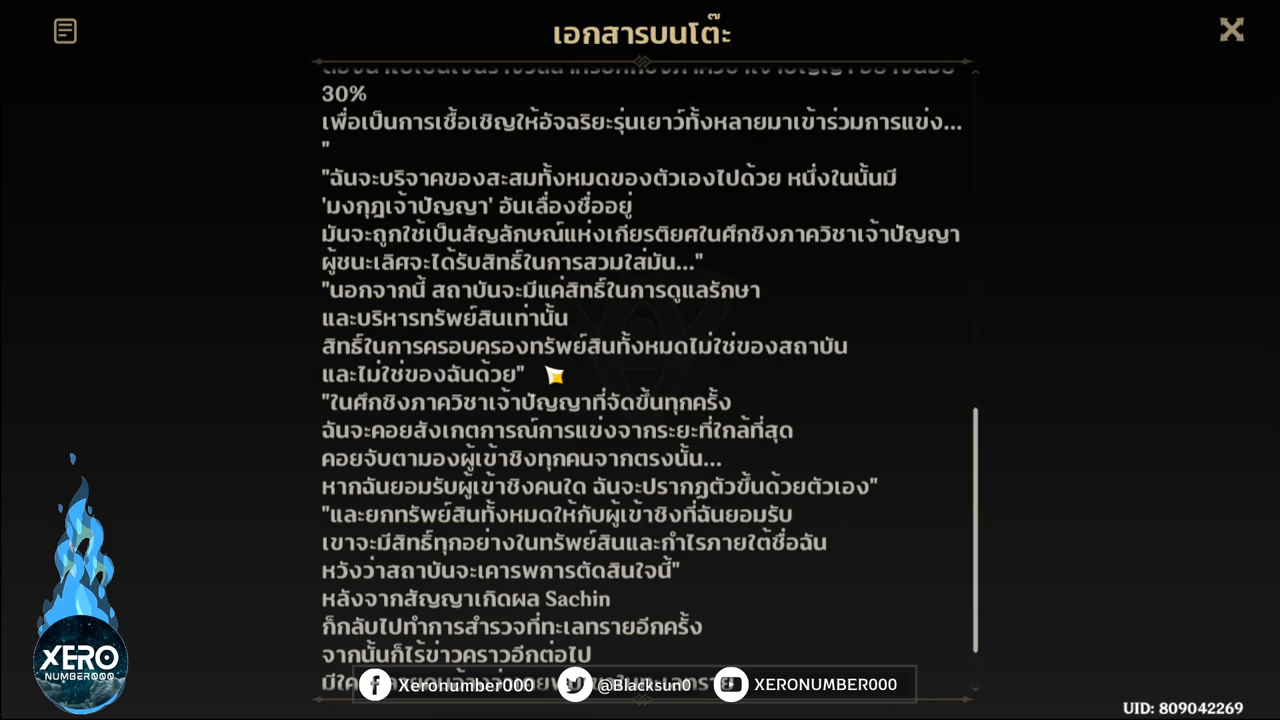 เอกสารบนโต๊ะ
30%
เพื่อเป็นการเชื้อเชิญให้อัจฉริยะรุ่นเยาว์ทั้งหลายมาเข้าร่วมการแข่ง...
"
"ฉันจะบริจาคของสะสมทั้งหมดของตัวเองไปด้วย หนึ่งในนั้นมี
'มงกุฎเจ้าปัญญา' อันเลื่องชื่ออยู่
มันจะถูกใช้เป็นสัญลักษณ์แห่งเกียรติยศในศึกชิงภาควิชาเจ้าปัญญา
ผู้ชนะเลิศจะได้รับสิทธิ์ในการสวมใส่มัน..."
"นอกจากนี้ สถาบันจะมีแค่สิทธิ์ในการดูแลรักษา
และบริหารทรัพย์สินเท่านั้น
สิทธิ์ในการครอบครองทรัพย์สินทั้งหมดไม่ใช่ของสถาบัน
และไม่ใช่ของฉันด้วย"
"ในศึกชิงภาควิชาเจ้าปัญญาที่จัดขึ้นทุกครั้ง
ฉันจะคอยสังเกตการณ์การแข่งจากระยะที่ใกล้ที่สุด
คอยจับตามองผู้เข้าชิงทุกคนจากตรงนั้น...
หากฉันยอมรับผู้เข้าชิงคนใด ฉันจะปรากฏตัวขึ้นด้วยตัวเอง"
"และยกทรัพย์สินทั้งหมดให้กับผู้เข้าชิงที่ฉันยอมรับ
เขาจะมีสิทธิ์ทุกอย่างในทรัพย์สินและกำไรภายใต้ชื่อฉัน
หวังว่าสถาบันจะเคารพการตัดสินใจนี้"
หลังจากสัญญาเกิดผล Sachin
ก็กลับไปทำการสำรวจที่ทะเลทรายอีกครั้ง
จากนั้นก็ไร้ข่าวคราวอีกต่อไป
Xeronumber000 @Blacksun0 XERONUMBER000
XERO
NUMBER000
UID: 809042269